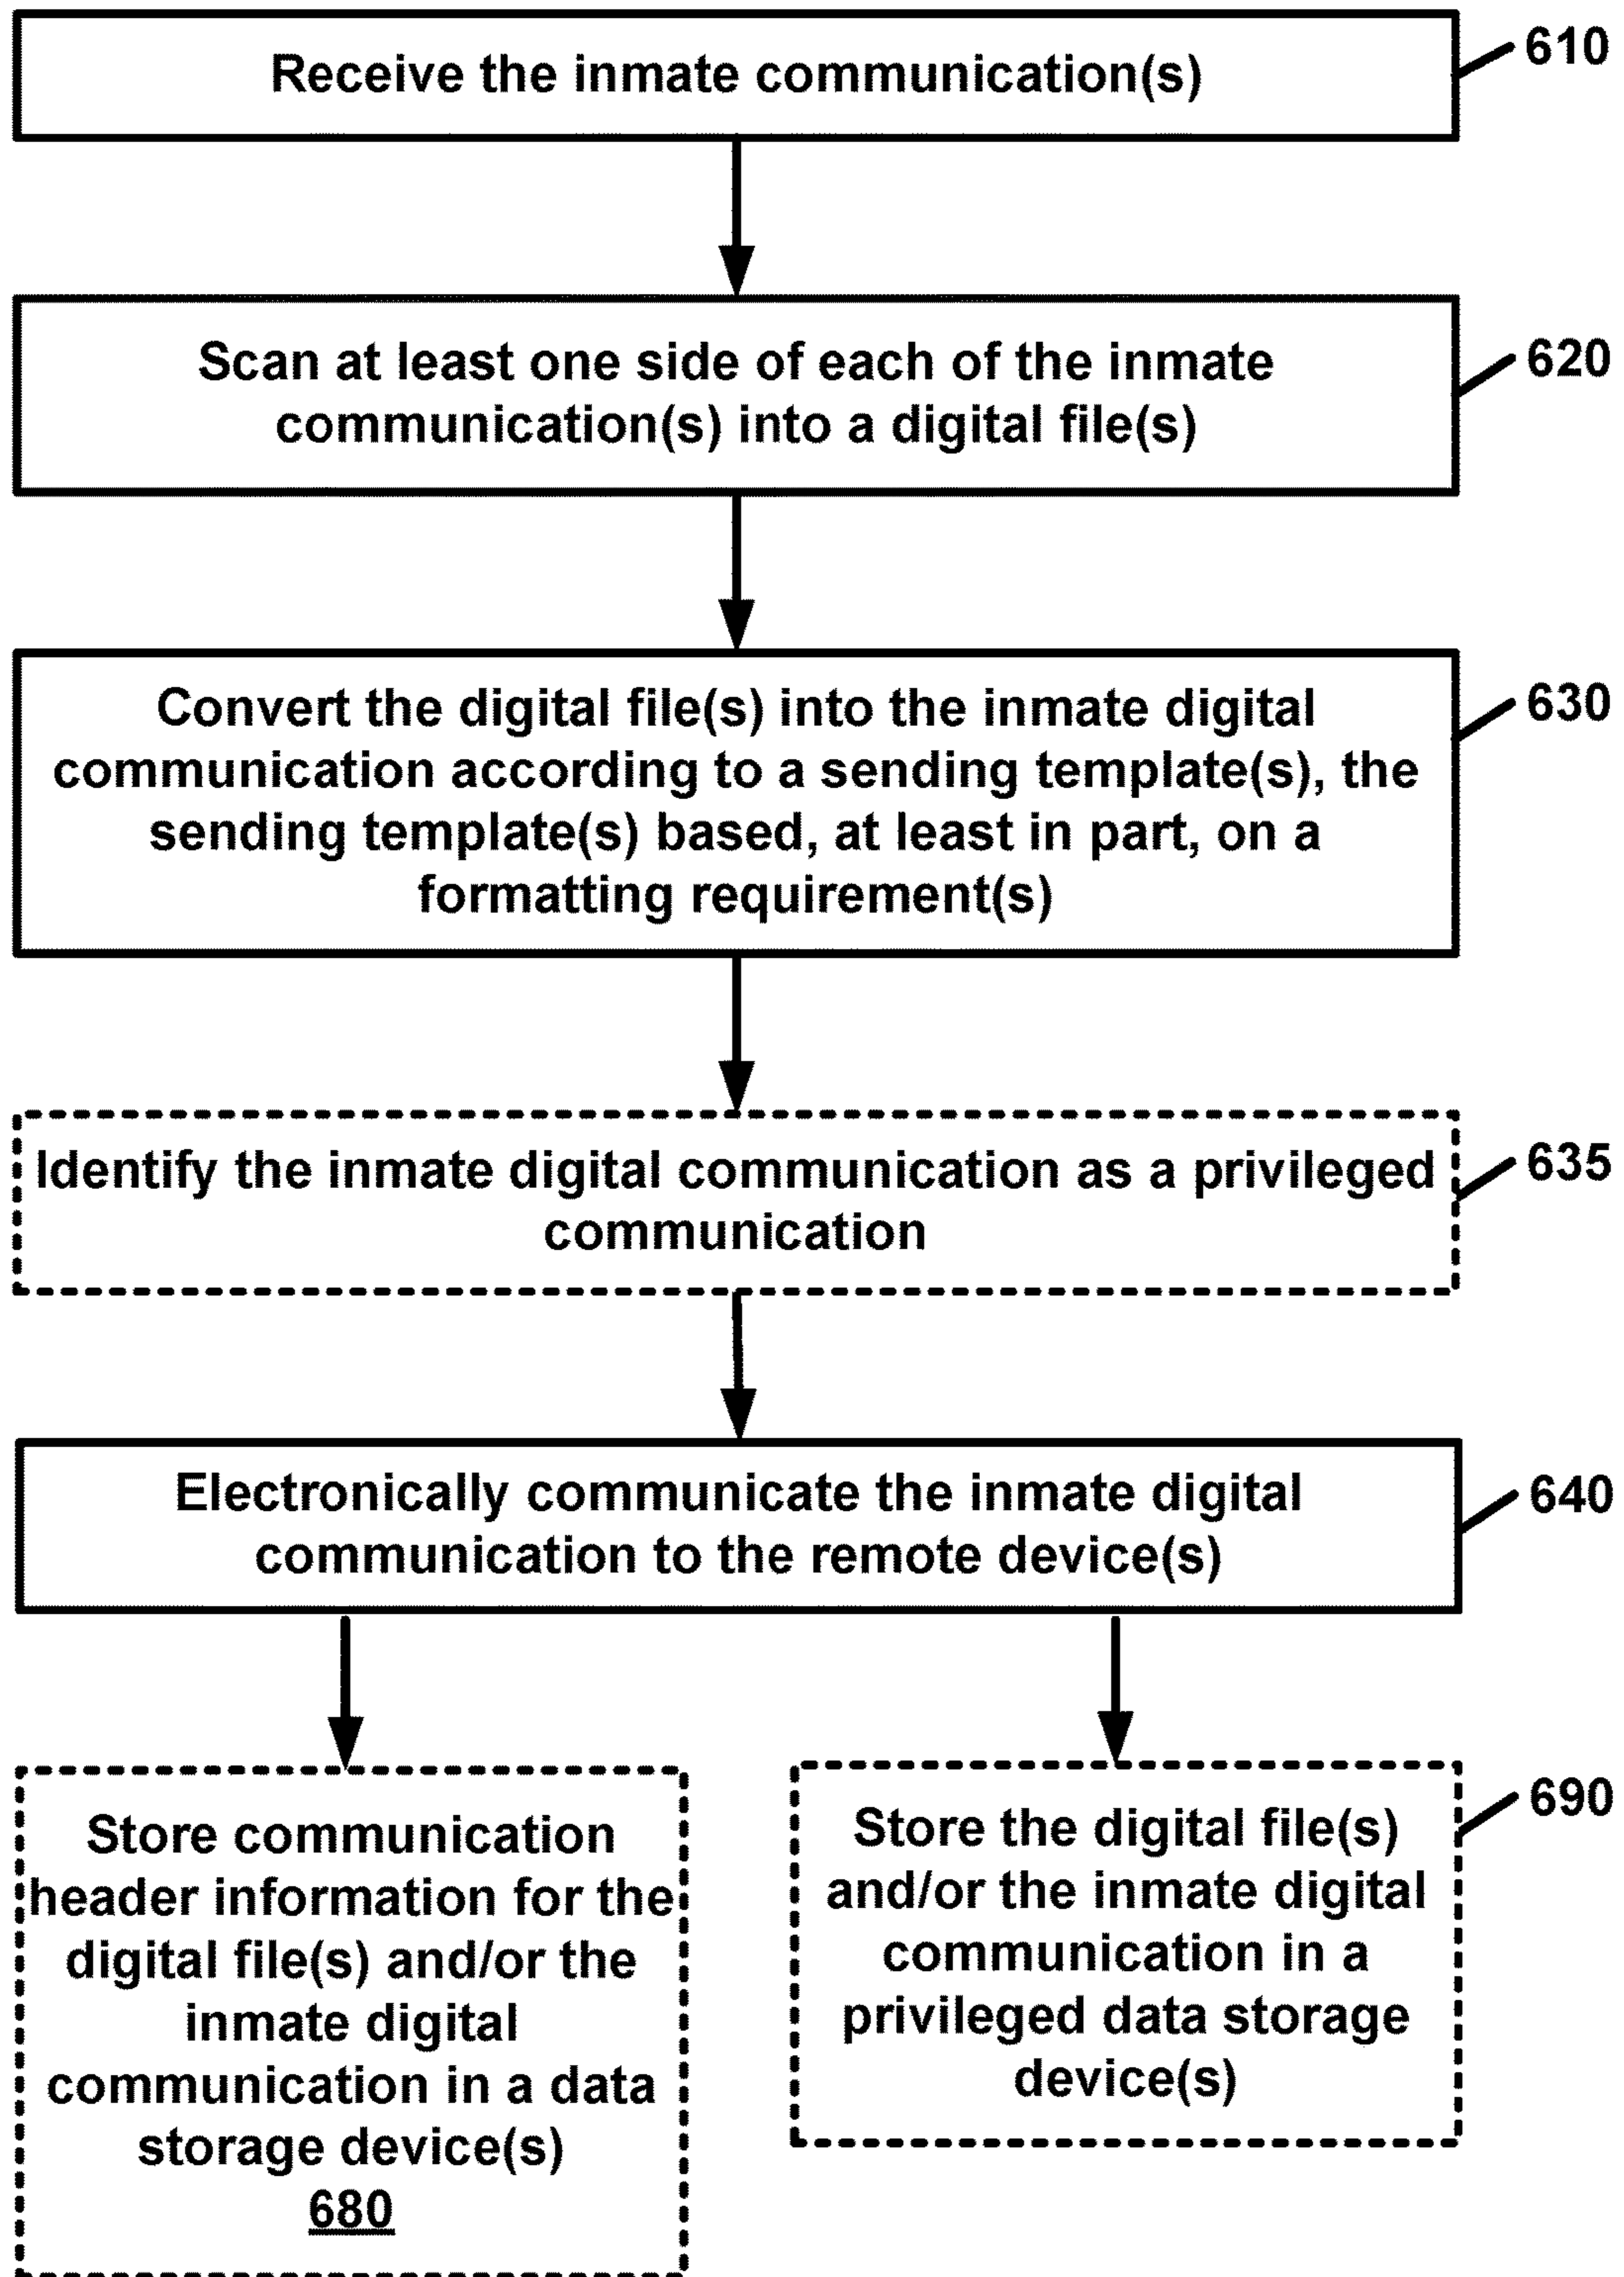 Receive the inmate communication(s)
610
Scan at least one side of each of the inmate
communication(s) into a digital file(s)
620
Convert the digital file(s) into the inmate digital
communication according to a sending template(s), the
sending template(s) based, at least in part, on a
formatting requirement(s)
630
Identify the inmate digital communication as a privileged
communication
635
Electronically communicate the inmate digital
communication to the remote device(s)
640
Store communication
header information for the
digital file(s) and/or the
inmate digital
communication in a data
storage device(s)
680
Store the digital file(s)
and/or the inmate digital
communication in a
privileged data storage
device(s)
690